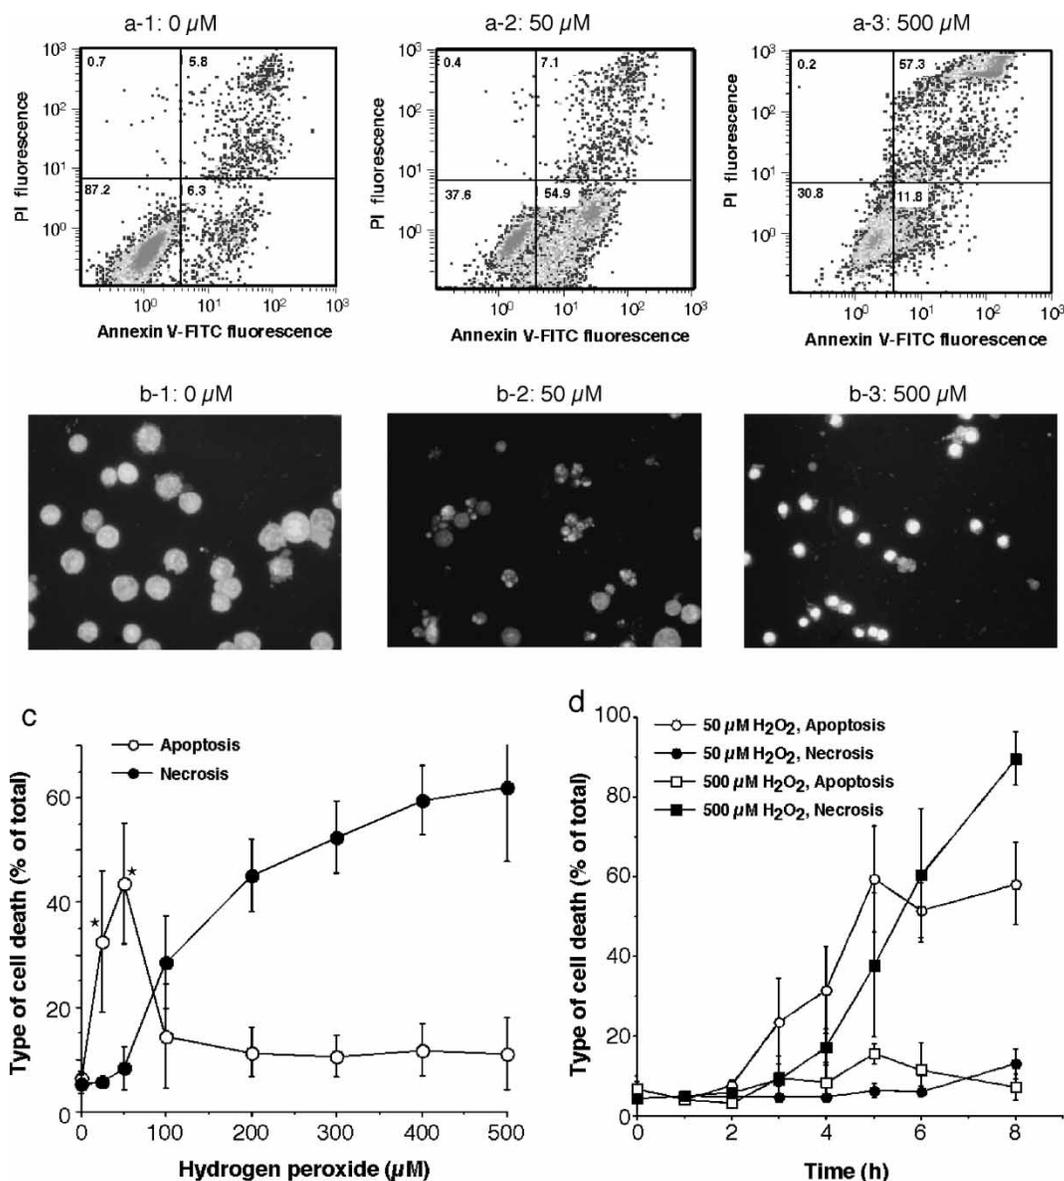 a-1: 0 µM
a-2: 50 µM
a-3: 500 µM
PI fluorescence
10³
10²
10¹
10⁰
0.7
5.8
87.2
6.3
10⁰ 10¹ 10² 10³
Annexin V-FITC fluorescence
PI fluorescence
10³
10²
10¹
10⁰
0.4
7.1
37.6
54.9
10⁰ 10¹ 10² 10³
Annexin V-FITC fluorescence
PI fluorescence
10³
10²
10¹
10⁰
0.2
57.3
30.8
11.8
10⁰ 10¹ 10² 10³
Annexin V-FITC fluorescence
b-1: 0 µM
b-2: 50 µM
b-3: 500 µM
c
Apoptosis
Necrosis
Type of cell death (% of total)
60
40
20
0
★
★
0 100 200 300 400 500
Hydrogen peroxide (µM)
d
50 µM H₂O₂, Apoptosis
50 µM H₂O₂, Necrosis
500 µM H₂O₂, Apoptosis
500 µM H₂O₂, Necrosis
Type of cell death (% of total)
100
80
60
40
20
0
0 2 4 6 8
Time (h)